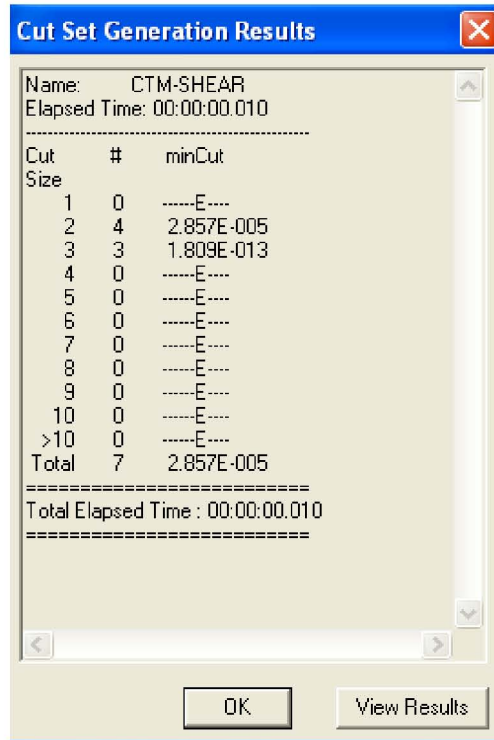 Cut Set Generation Results
Name: CTM-SHEAR
Elapsed Time: 00:00:00.010
--------------------------------------------------
Cut # minCut
Size
1 0 ------E----
2 4 2.857E-005
3 3 1.809E-013
4 0 ------E----
5 0 ------E----
6 0 ------E----
7 0 ------E----
8 0 ------E----
9 0 ------E----
10 0 ------E----
>10 0 ------E----
Total 7 2.857E-005
===========================
Total Elapsed Time : 00:00:00.010
===========================
OK View Results